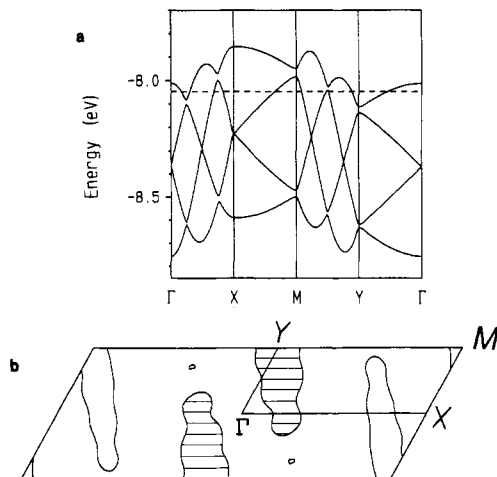 a
-8.0
-8.5
Energy (eV)
Γ X M Y Γ
b
Y M
Γ X